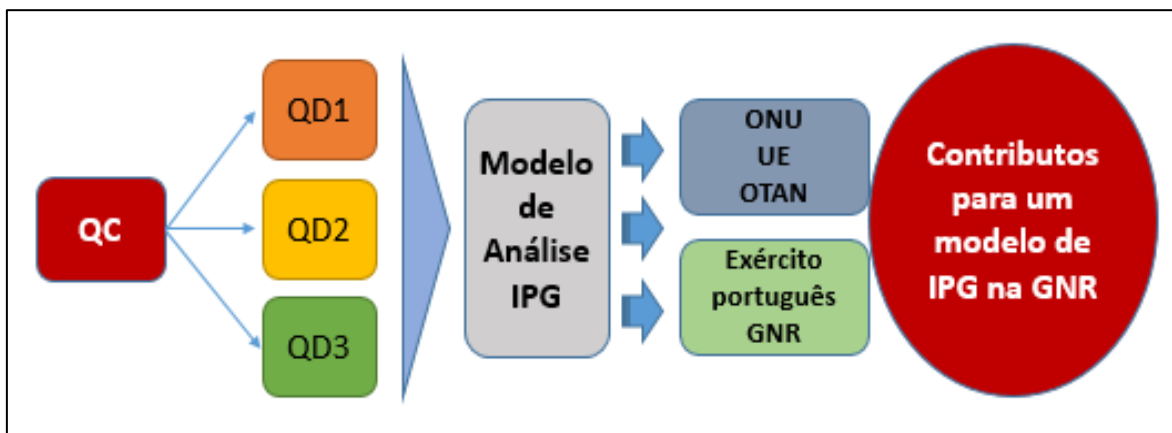 QC
QD1
QD2
QD3
Modelo
de
Análise
IPG
ONU
UE
OTAN
Exército
português
GNR
Contributos
para um
modelo de
IPG na GNR